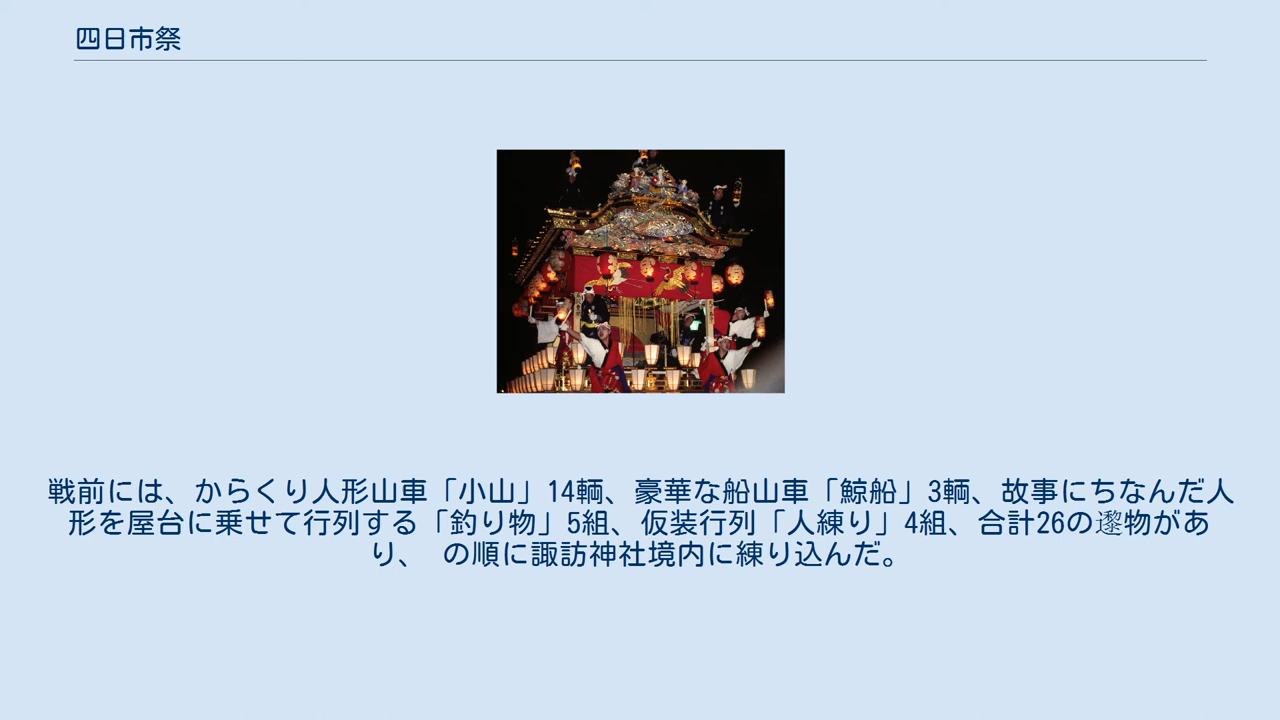 四日市祭
戦前には、からくり人形山車「小山」14輌、豪華な船山車「鯨船」3輌、故事にちなんだ人
形を屋台に乗せて行列する「釣り物」5組、仮装行列「人練り」4組、合計26の邌物があ
り、 の順に諏訪神社境内に練り込んだ。